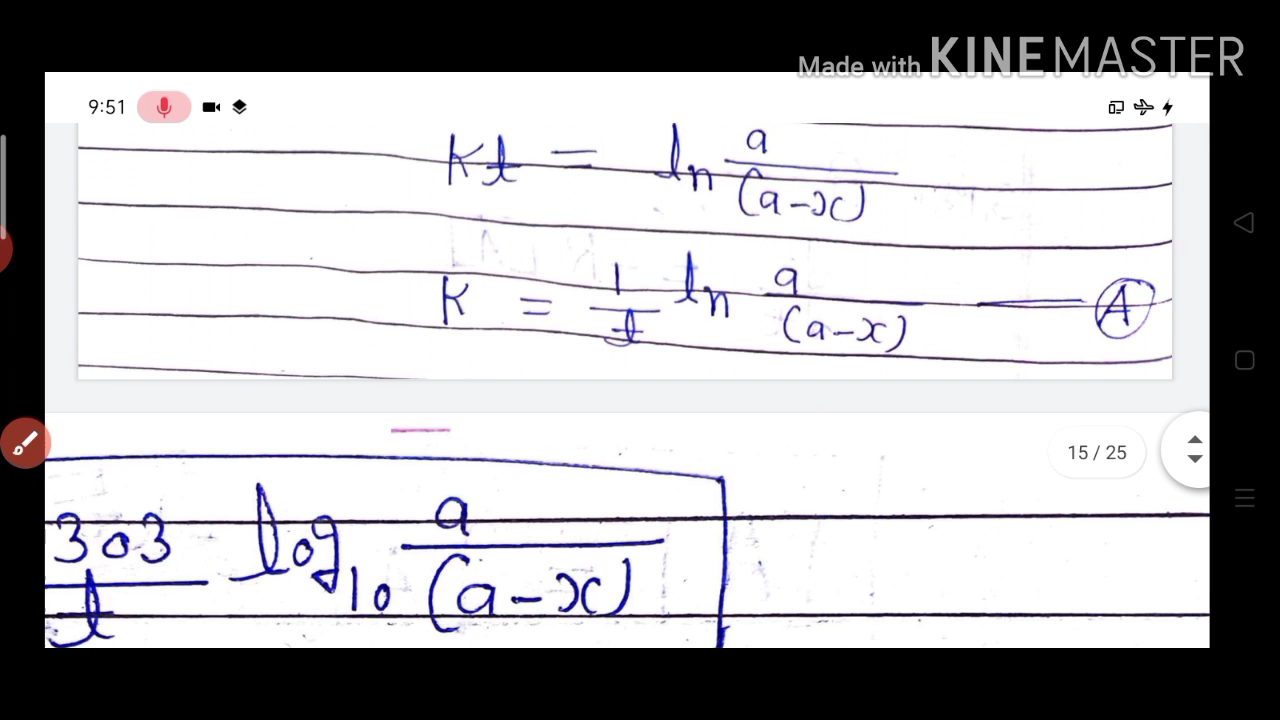 Made with KINEMASTER
9:51
Kt = ln a/(a-x)
K = 1/t ln a/(a-x) —— A
15 / 25
303/t log10 a/(a-x)